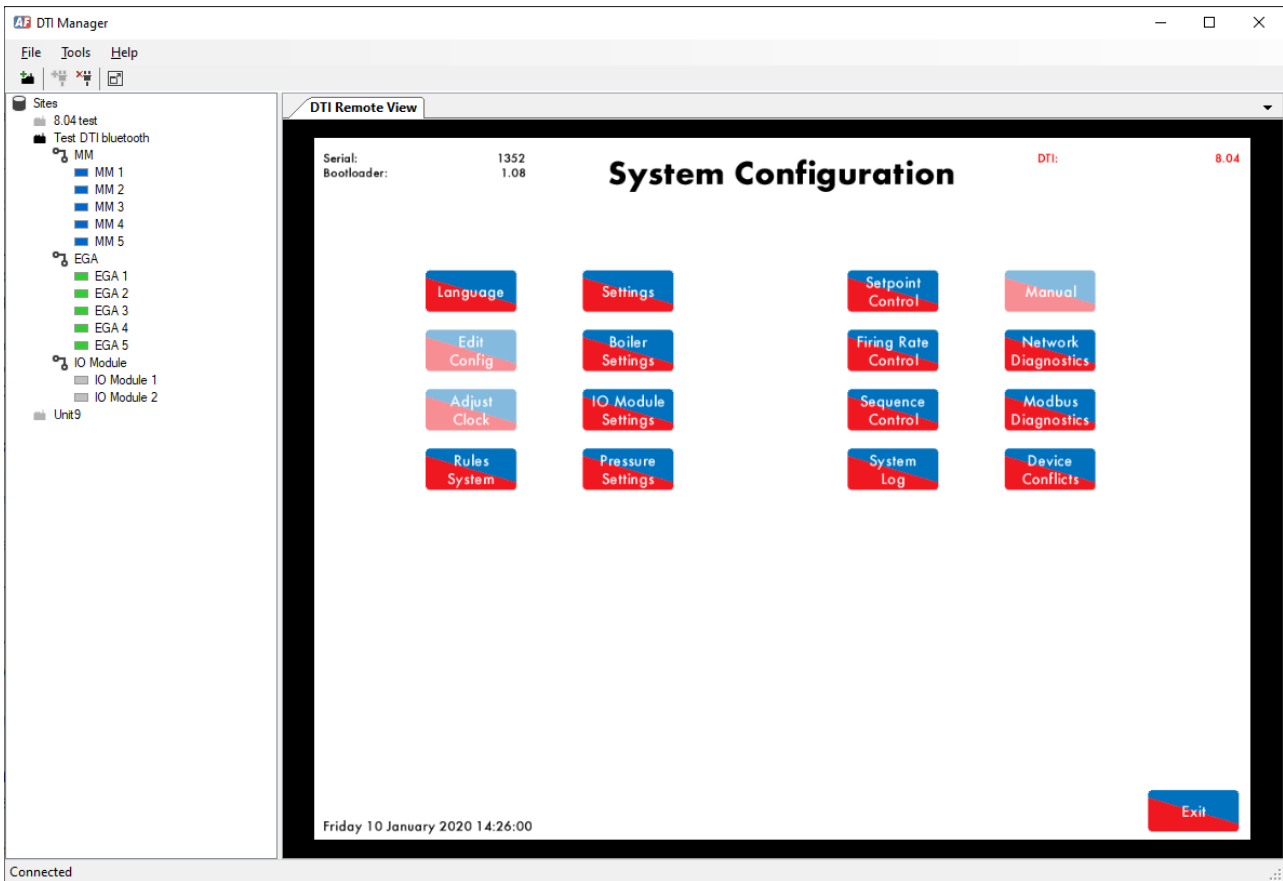 AF DTI Manager
File Tools Help
Sites
8.04 test
Test DTI bluetooth
MM
MM 1
MM 2
MM 3
MM 4
MM 5
EGA
EGA 1
EGA 2
EGA 3
EGA 4
EGA 5
IO Module
IO Module 1
IO Module 2
Unit9
DTI Remote View
Serial: 1352
Bootloader: 1.08
System Configuration
DTI: 8.04
Language
Settings
Setpoint
Control
Manual
Edit
Config
Boiler
Settings
Firing Rate
Control
Network
Diagnostics
Adjust
Clock
IO Module
Settings
Sequence
Control
Modbus
Diagnostics
Rules
System
Pressure
Settings
System
Log
Device
Conflicts
Exit
Friday 10 January 2020 14:26:00
Connected